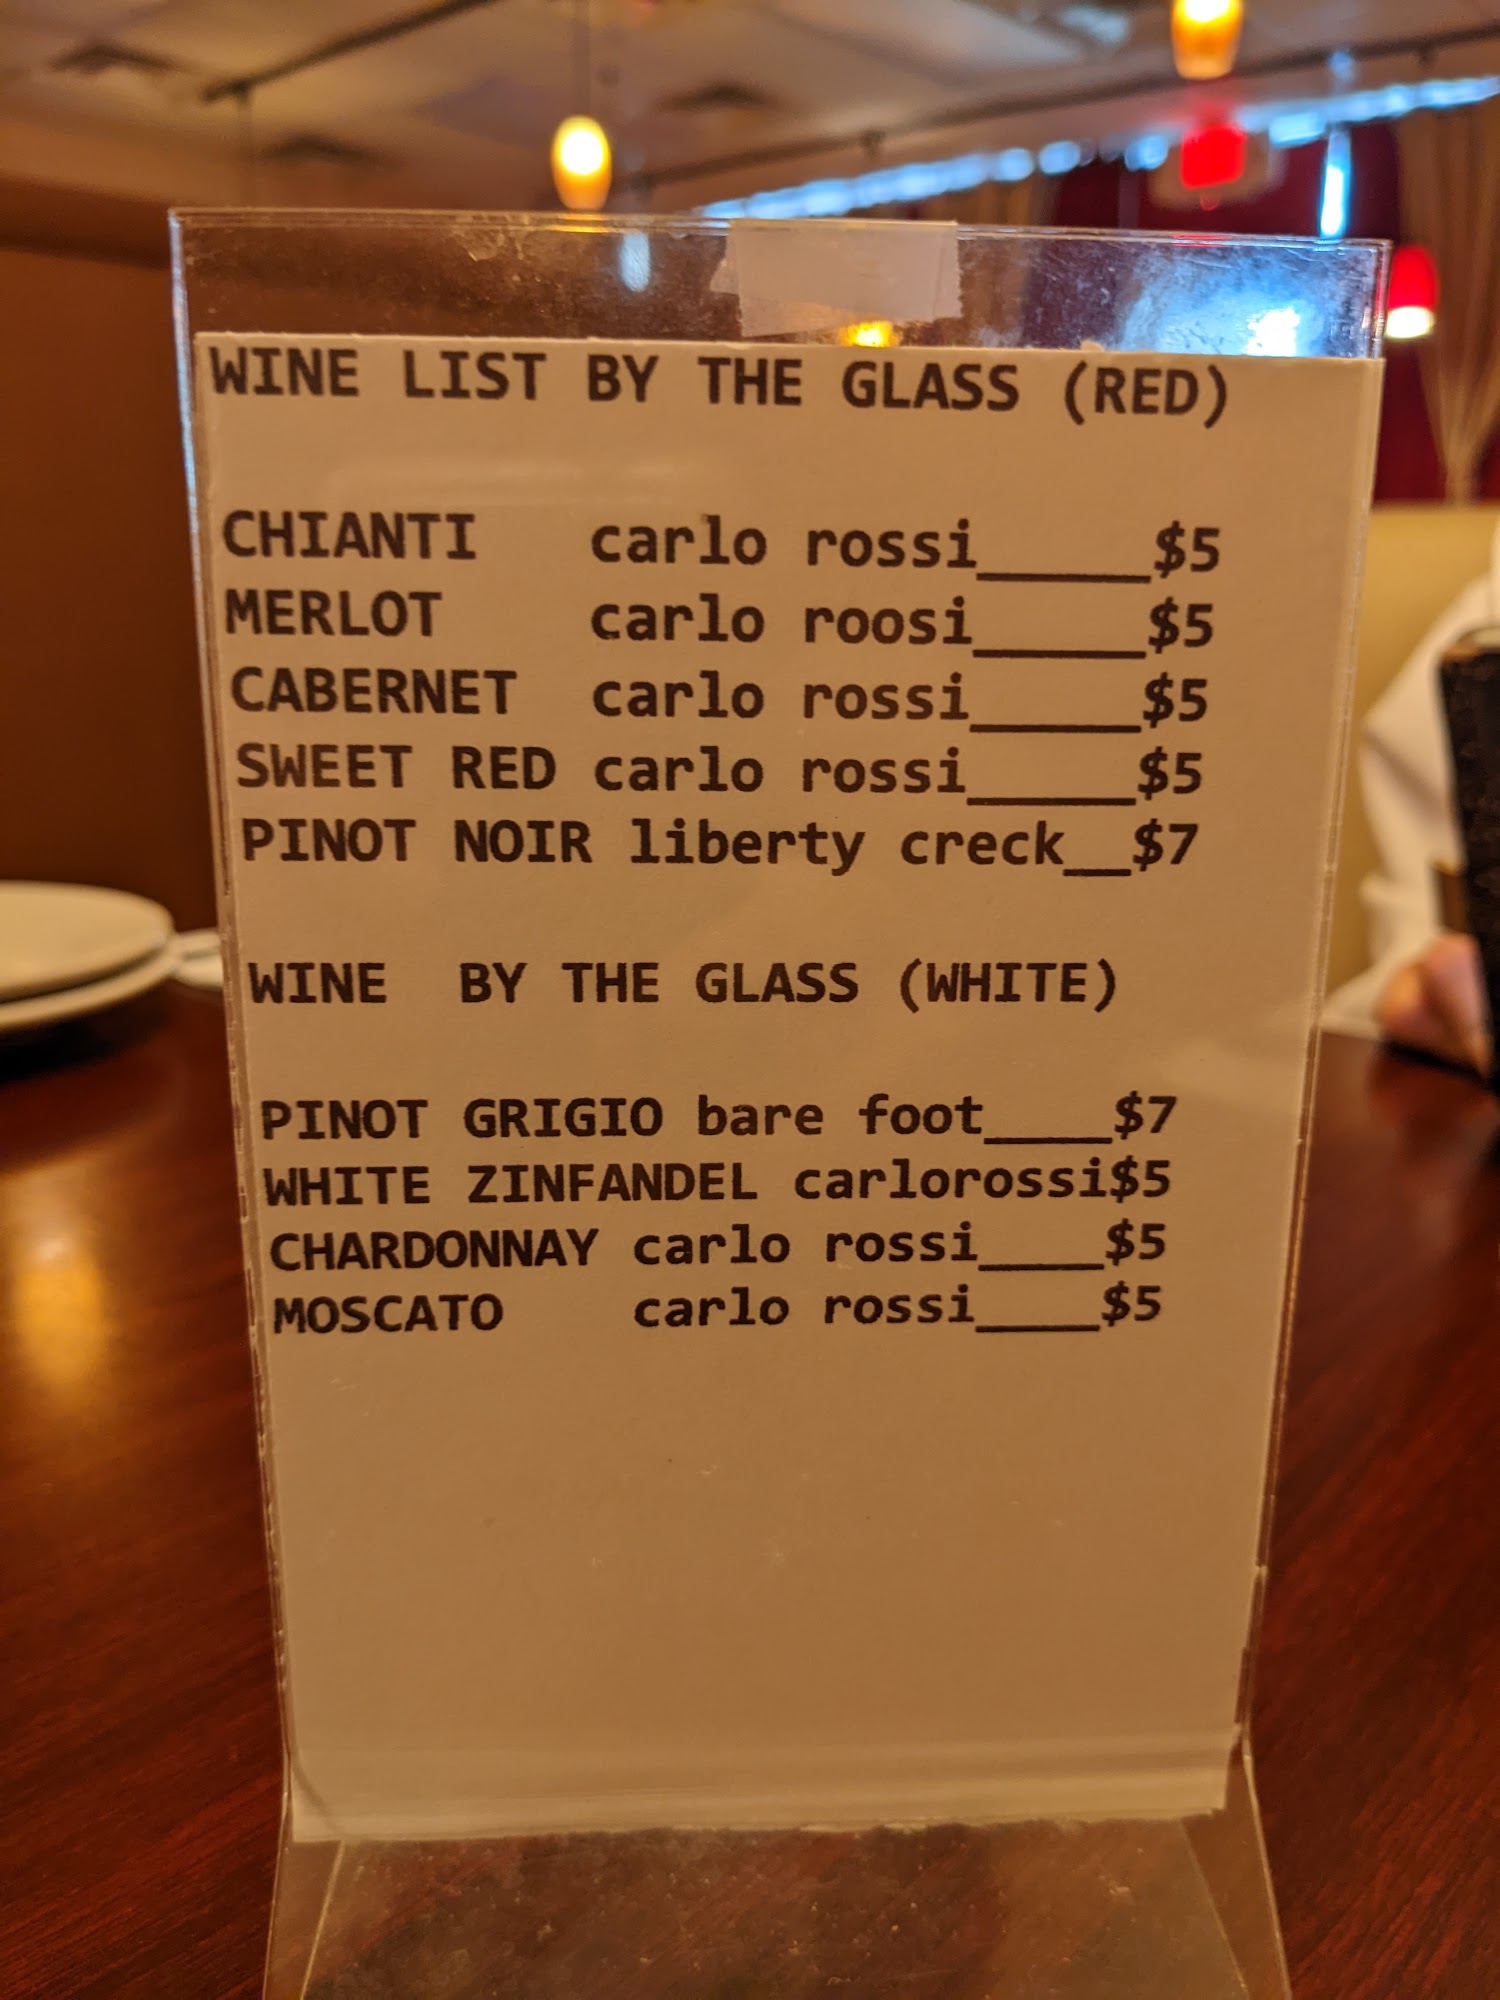 WINE LIST BY THE GLASS (RED)
CHIANTI carlo rossi_____$5
MERLOT carlo roosi_____$5
CABERNET carlo rossi_____$5
SWEET RED carlo rossi_____$5
PINOT NOIR liberty creck__$7
WINE BY THE GLASS (WHITE)
PINOT GRIGIO bare foot____$7
WHITE ZINFANDEL carlorossi$5
CHARDONNAY carlo rossi____$5
MOSCATO carlo rossi____$5